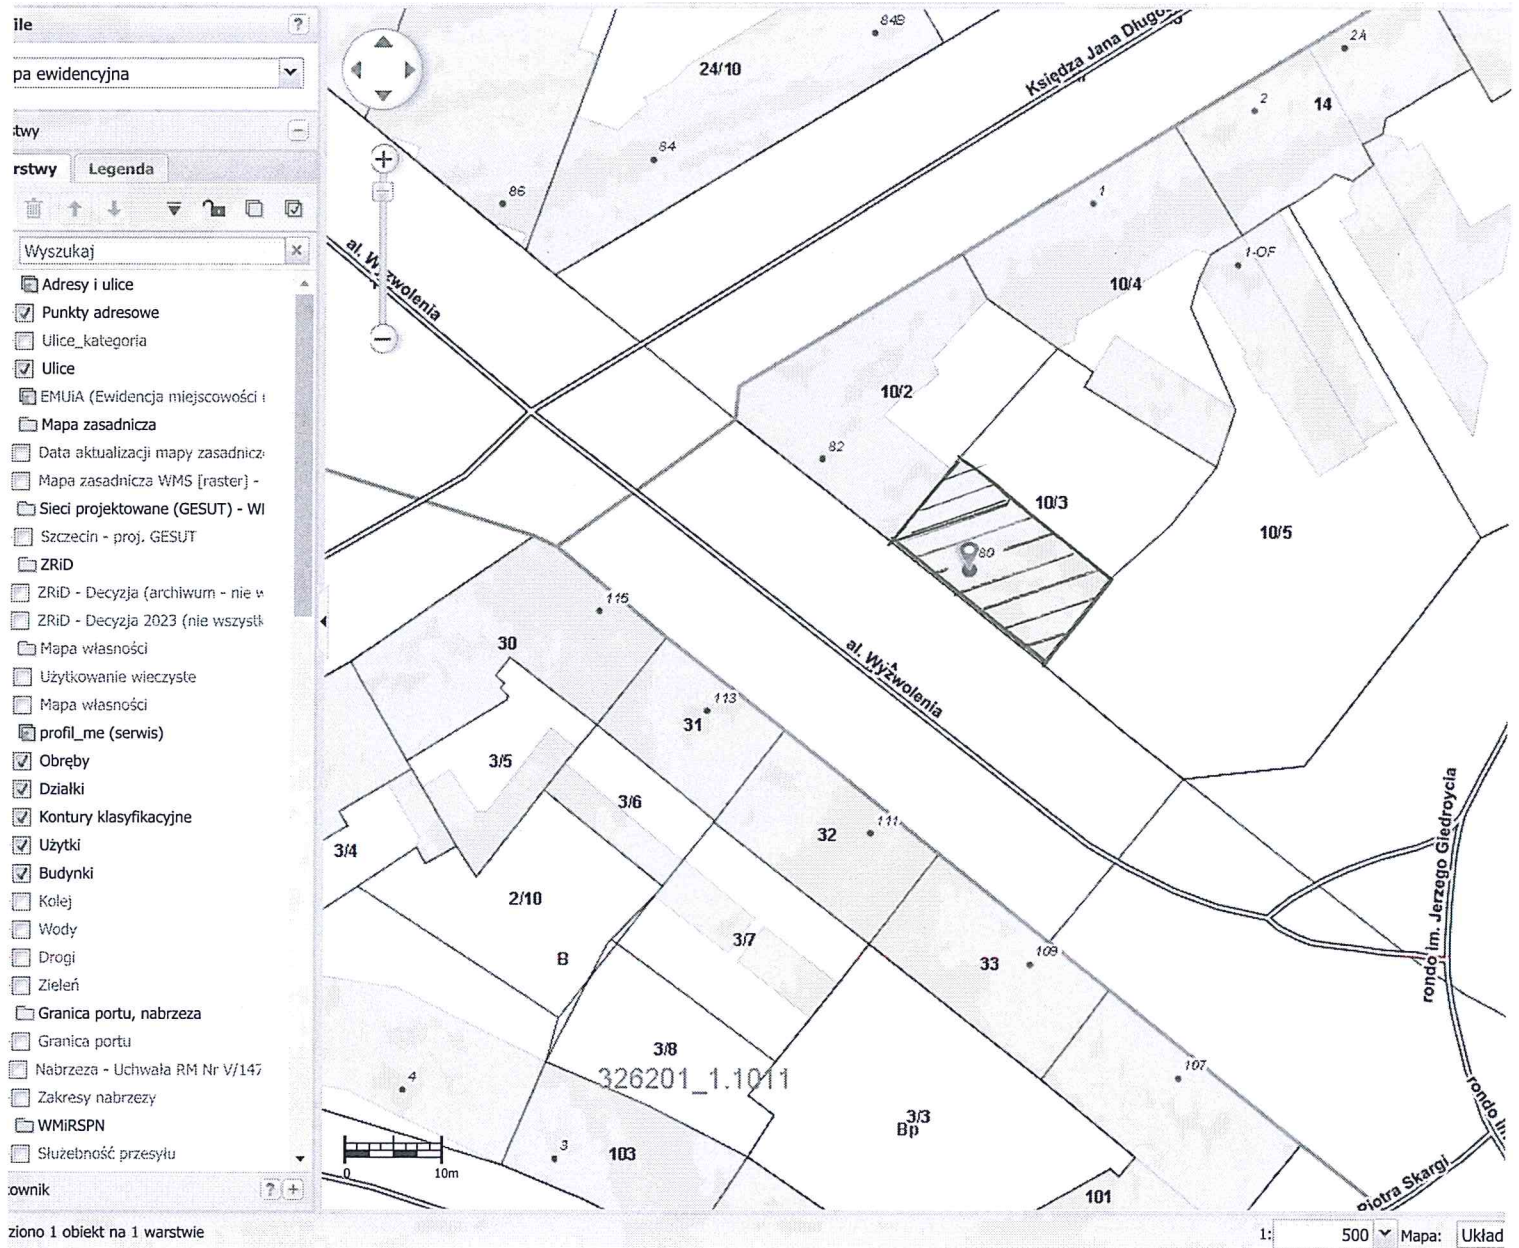 ile
pa ewidencyjna
stwy
rstwy Legenda
Wyszukaj
Adresy i ulice
Punkty adresowe
Ulice_kategoria
Ulice
EMUiA (Ewidencja miejscowości i
Mapa zasadnicza
Data aktualizacji mapy zasadnicz
Mapa zasadnicza WMS [raster] -
Sieci projektowane (GESUT) - WI
Szczecin - proj. GESUT
ZRiD
ZRiD - Decyzja (archiwum - nie w
ZRiD - Decyzja 2023 (nie wszystk
Mapa własności
Użytkowanie wieczyste
Mapa własności
profil_me (serwis)
Obręby
Działki
Kontury klasyfikacyjne
Użytki
Budynki
Kolej
Wody
Drogi
Zieleń
Granica portu, nabrzeza
Granica portu
Nabrzeza - Uchwała RM Nr V/147
Zakresy nabrzezy
WMiRSPN
Służebność przesyłu
ownik
ziono 1 obiekt na 1 warstwie
1: 500 Mapa: Układ
84B
24/10
Księdza Jana Długo
2A
2
14
84
86
1
1-OF
al. Wyzwolenia
10/4
10/2
82
10/3
10/5
80
115
30
al. Wyzwolenia
113
31
3/5
3/6
111
32
3/4
2/10
B
3/7
33
109
rondo im. Jerzego Giedroycia
3/8
326201_1.1011
107
4
3/3
Bp
rondo im.
3
103
0 10m
101
Piotra Skargi